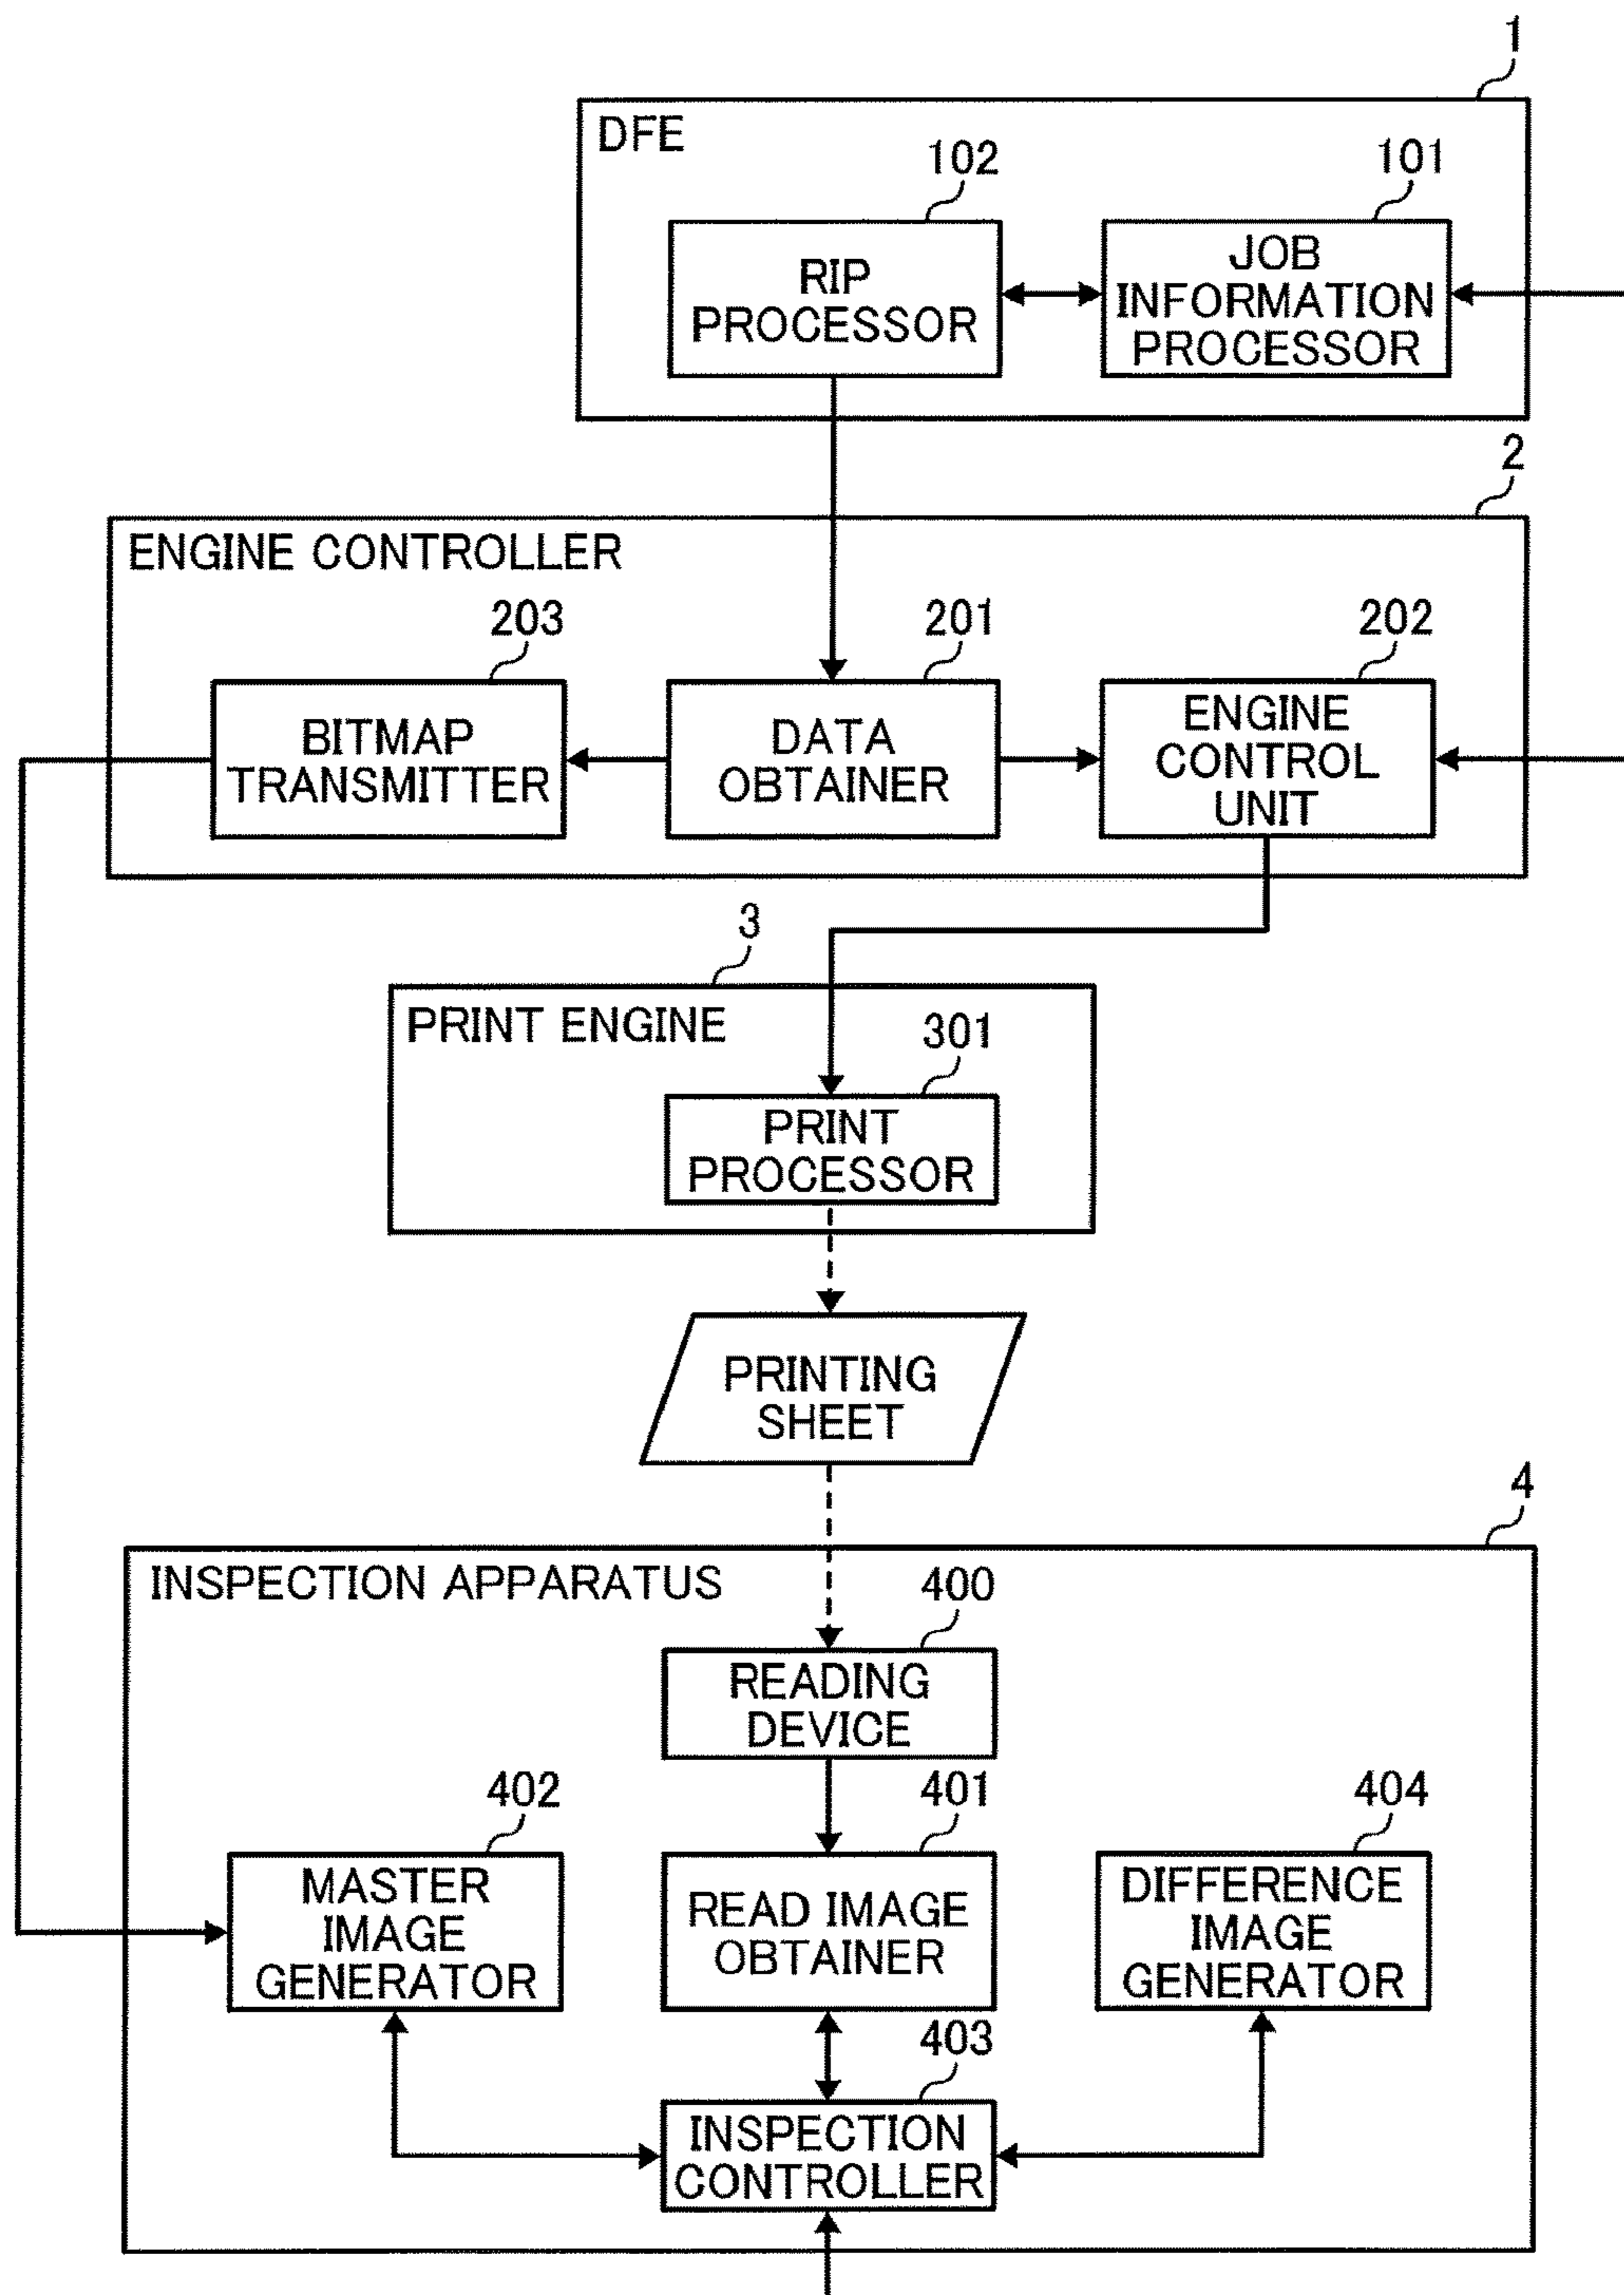 1
DFE
102
101
RIP
PROCESSOR
JOB
INFORMATION
PROCESSOR
2
ENGINE CONTROLLER
203
201
202
BITMAP
TRANSMITTER
DATA
OBTAINER
ENGINE
CONTROL
UNIT
3
PRINT ENGINE
301
PRINT
PROCESSOR
PRINTING
SHEET
4
INSPECTION APPARATUS
400
READING
DEVICE
402
401
404
MASTER
IMAGE
GENERATOR
READ IMAGE
OBTAINER
DIFFERENCE
IMAGE
GENERATOR
403
INSPECTION
CONTROLLER